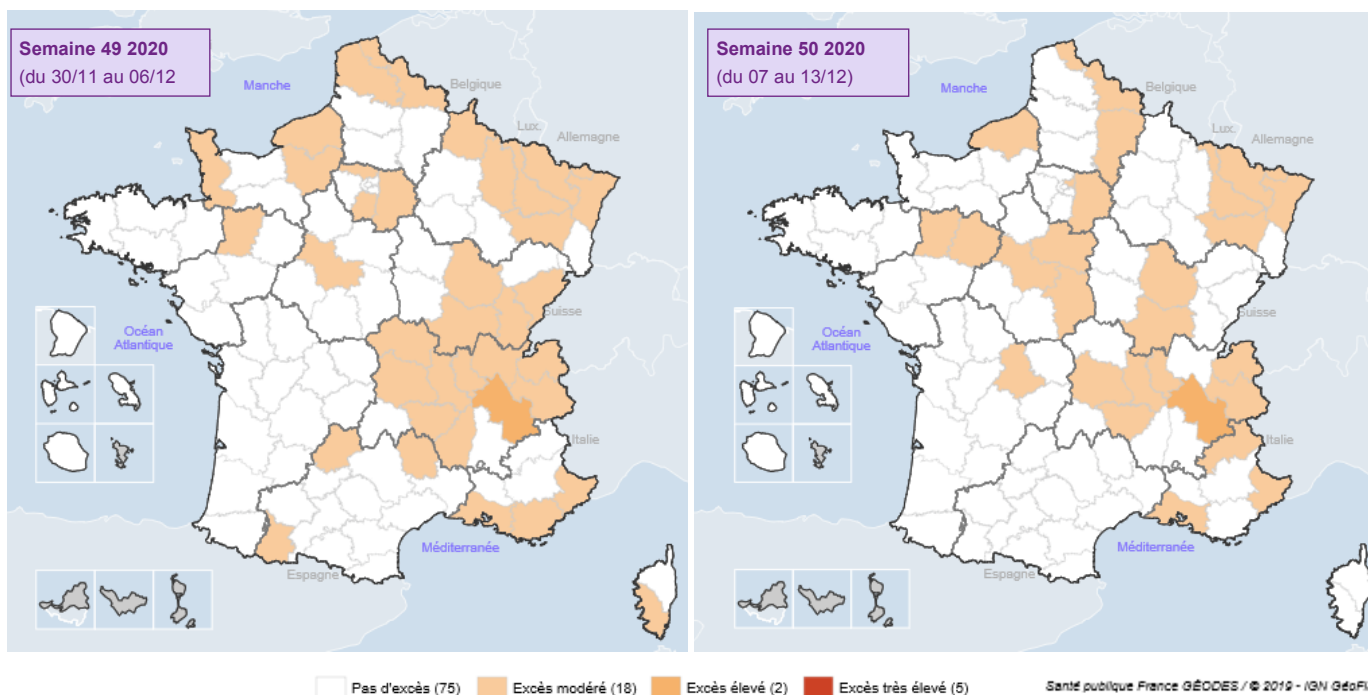 Semaine 49 2020
(du 30/11 au 06/12
Manche
Belgique
Lux.
Allemagne
Suisse
Océan
Atlantique
Italie
Méditerranée
Espagne
Semaine 50 2020
(du 07 au 13/12)
Manche
Belgique
Lux.
Allemagne
Suisse
Océan
Atlantique
Italie
Méditerranée
Espagne
Pas d'excès (75) Excès modéré (18) Excès élevé (2) Excès très élevé (5)
Santé publique France GÉODES / © 2019 - IGN GéoF